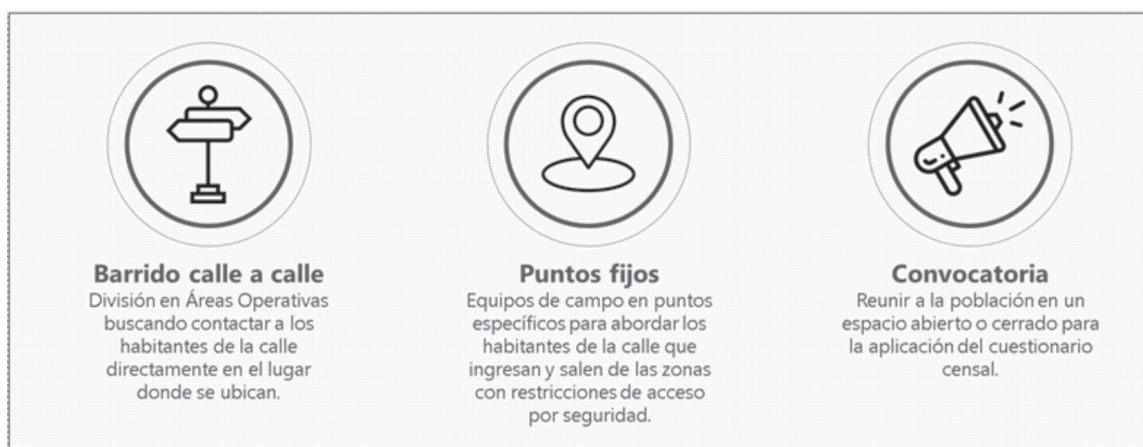 Barrido calle a calle
División en Áreas Operativas
buscando contactar a los
habitantes de la calle
directamente en el lugar
donde se ubican.
Puntos fijos
Equipos de campo en puntos
específicos para abordar los
habitantes de la calle que
ingresan y salen de las zonas
con restricciones de acceso
por seguridad.
Convocatoria
Reunir a la población en un
espacio abierto o cerrado para
la aplicación del cuestionario
censal.